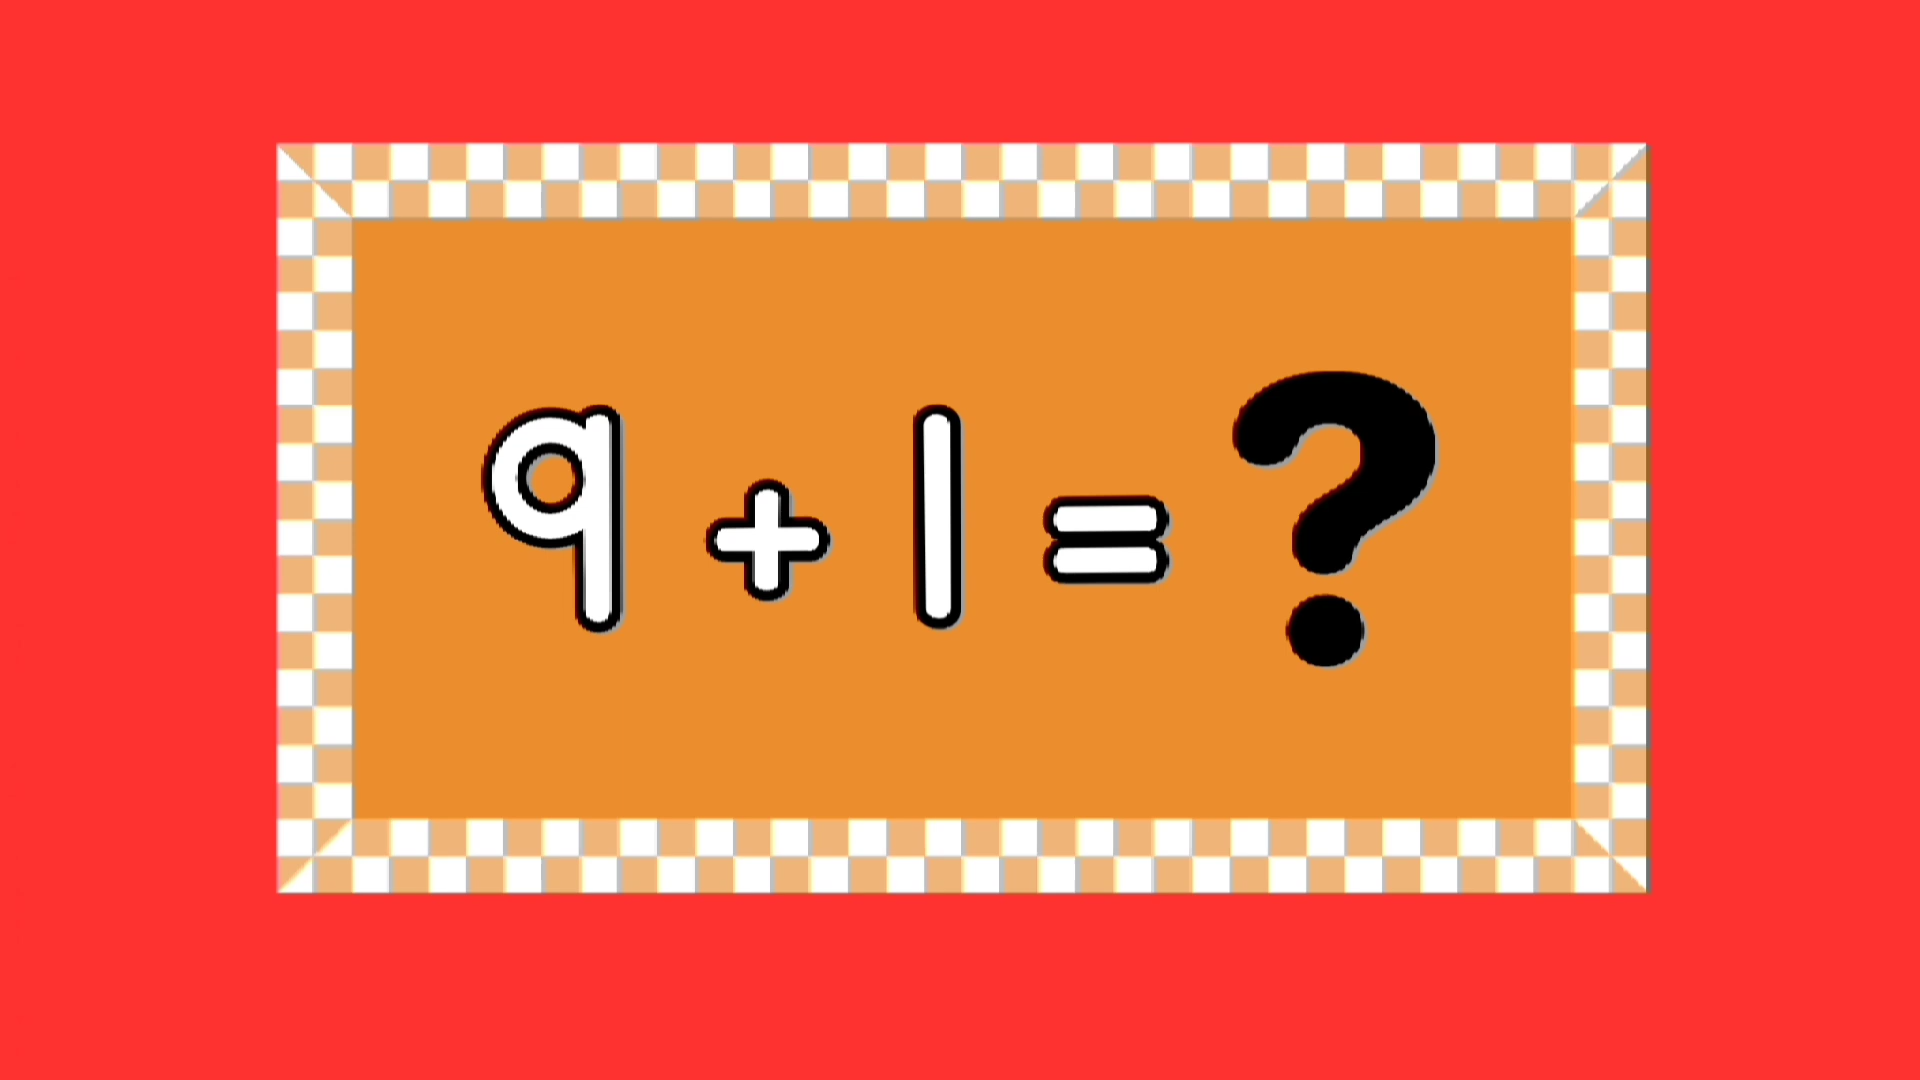 9 + 1 = ?